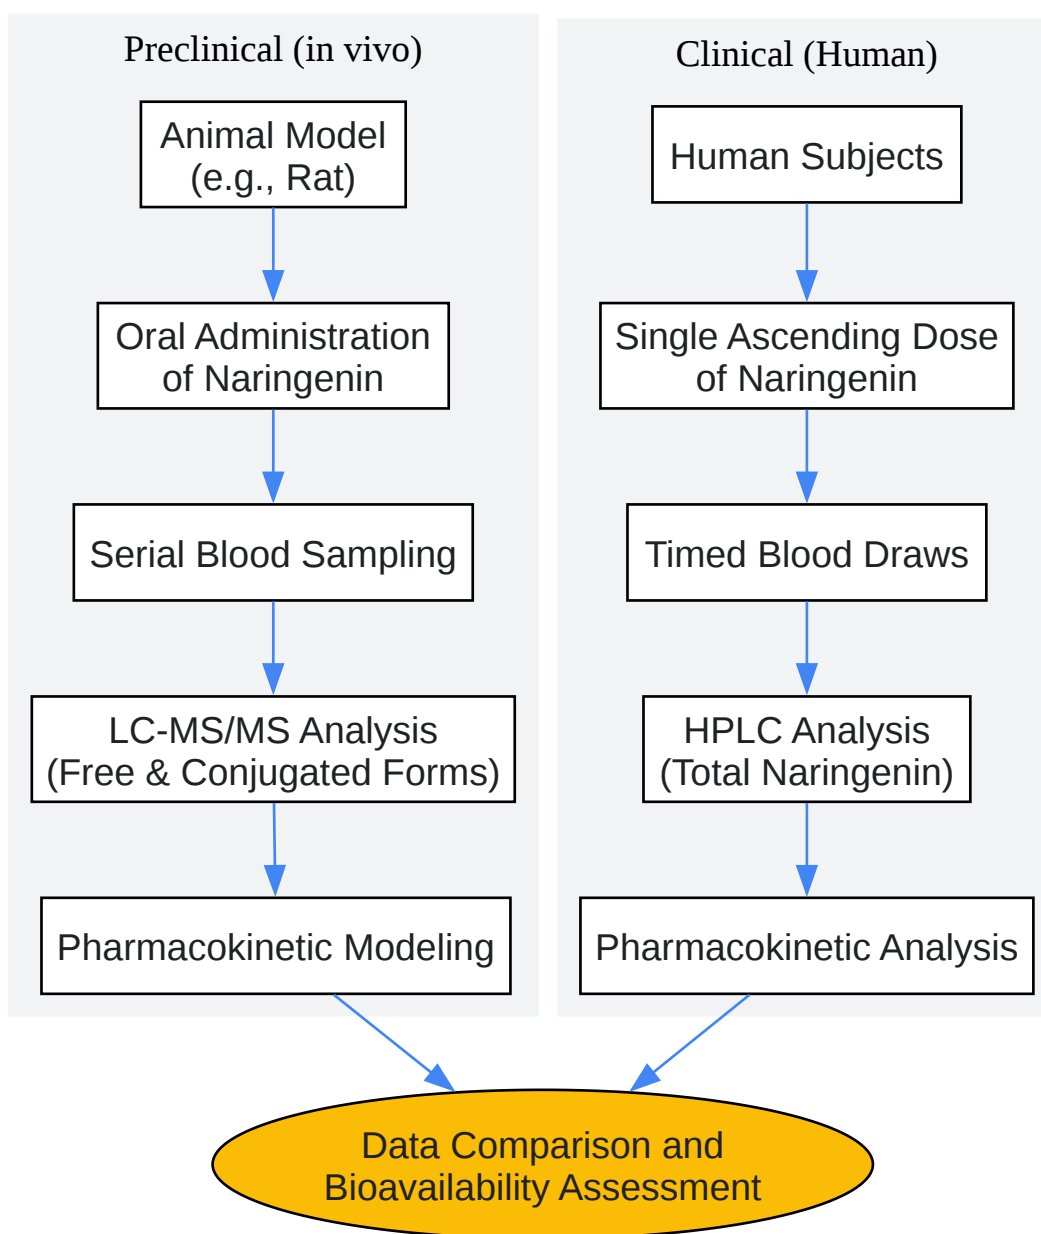 Preclinical (in vivo)
Animal Model
(e.g., Rat)
Oral Administration
of Naringenin
Serial Blood Sampling
LC-MS/MS Analysis
(Free & Conjugated Forms)
Pharmacokinetic Modeling
Clinical (Human)
Human Subjects
Single Ascending Dose
of Naringenin
Timed Blood Draws
HPLC Analysis
(Total Naringenin)
Pharmacokinetic Analysis
Data Comparison and
Bioavailability Assessment